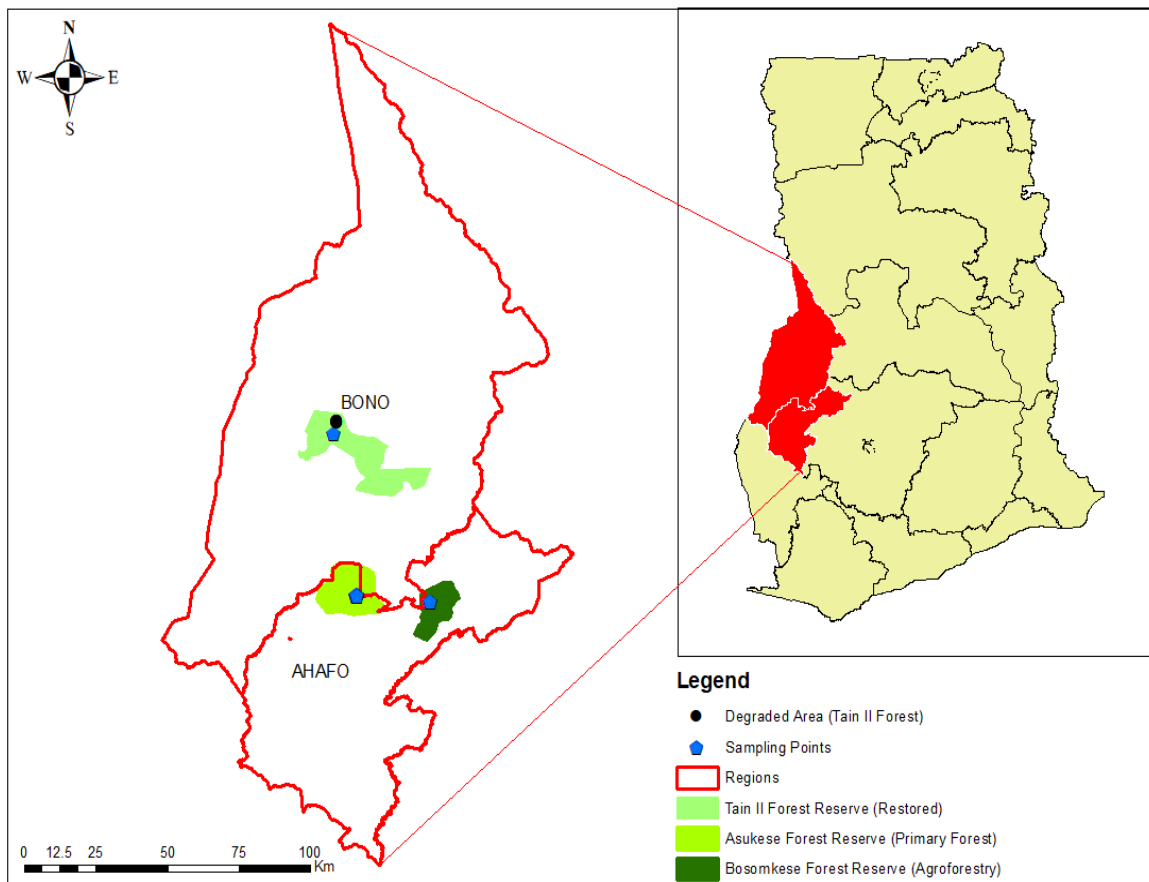 N
W E
S
BONO
AHAFO
0 12.5 25 50 75 100
Km
Legend
Degraded Area (Tain II Forest)
Sampling Points
Regions
Tain II Forest Reserve (Restored)
Asukese Forest Reserve (Primary Forest)
Bosomkese Forest Reserve (Agroforestry)